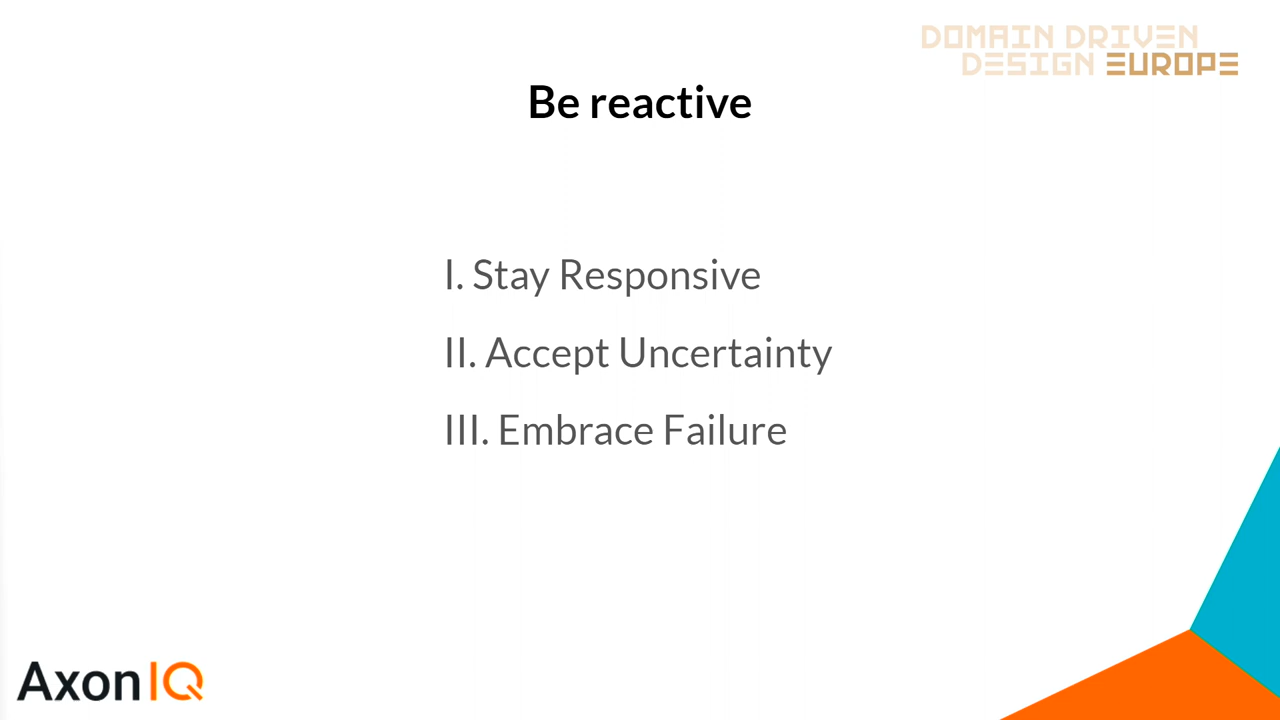 DOMAIN DRIVEN
DESIGN EUROPE
Be reactive
I. Stay Responsive
II. Accept Uncertainty
III. Embrace Failure
AxonIQ